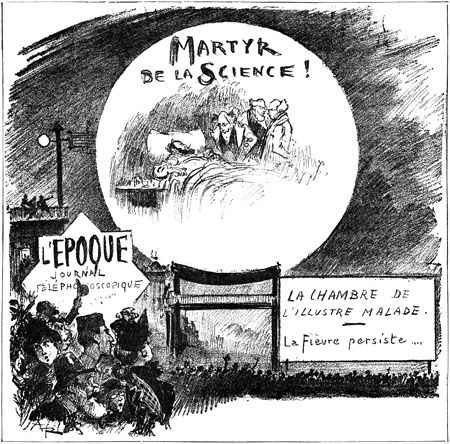 MARTYR
DE LA SCIENCE !
L'EPOQUE
JOURNAL
TÉLÉPHONOSCOPIQUE
LA CHAMBRE DE
L'ILLUSTRE MALADE.
La Fièvre persiste ....